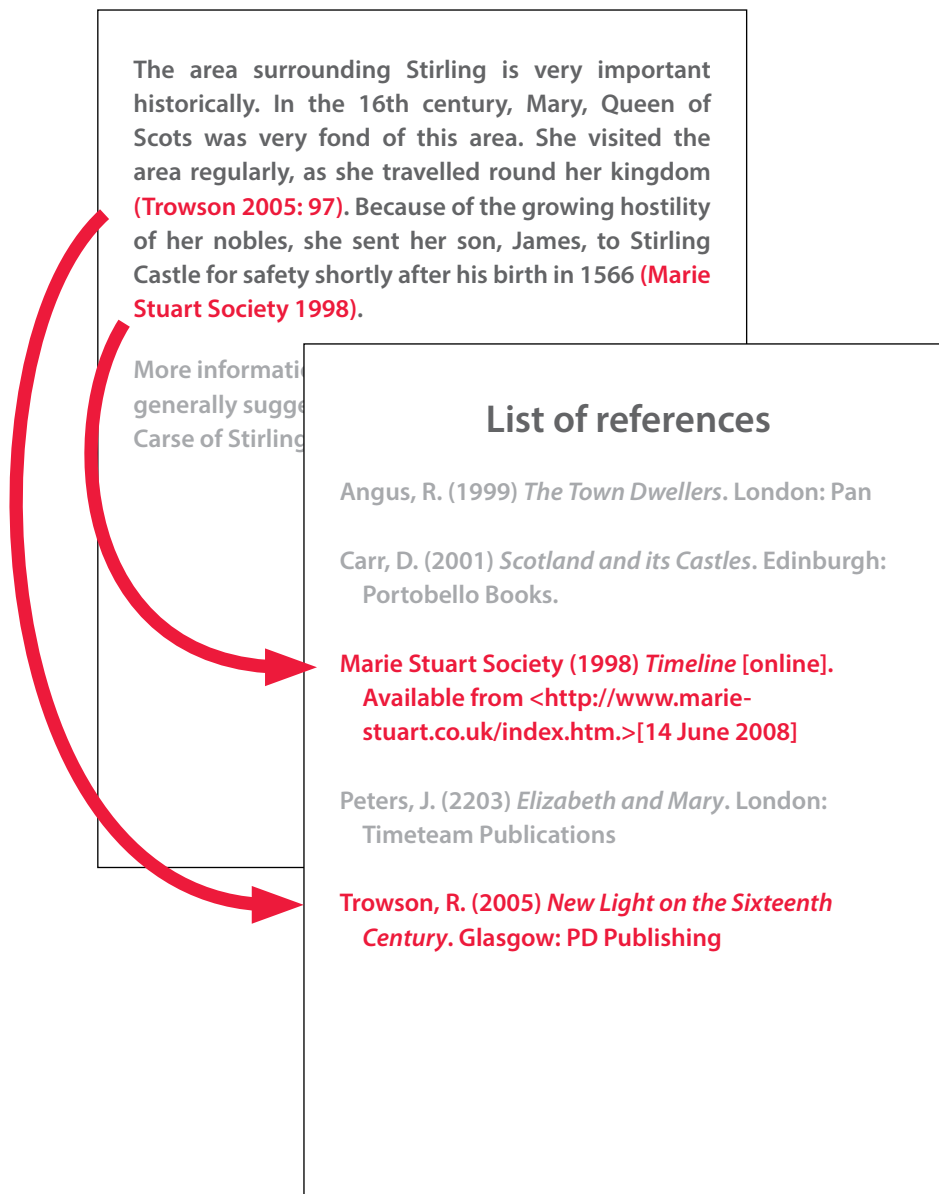 The area surrounding Stirling is very important
historically. In the 16th century, Mary, Queen of
Scots was very fond of this area. She visited the
area regularly, as she travelled round her kingdom
(Trowson 2005: 97). Because of the growing hostility
of her nobles, she sent her son, James, to Stirling
Castle for safety shortly after his birth in 1566 (Marie
Stuart Society 1998).
More
generally
Carse of Stirling
List of references
Angus, R. (1999) The Town Dwellers. London: Pan
Carr, D. (2001) Scotland and its Castles. Edinburgh:
Portobello Books.
Marie Stuart Society (1998) Timeline [online].
Available from <http://www.marie-
stuart.co.uk/index.htm.>[14 June 2008]
Peters, J. (2203) Elizabeth and Mary. London:
Timeteam Publications
Trowson, R. (2005) New Light on the Sixteenth
Century. Glasgow: PD Publishing